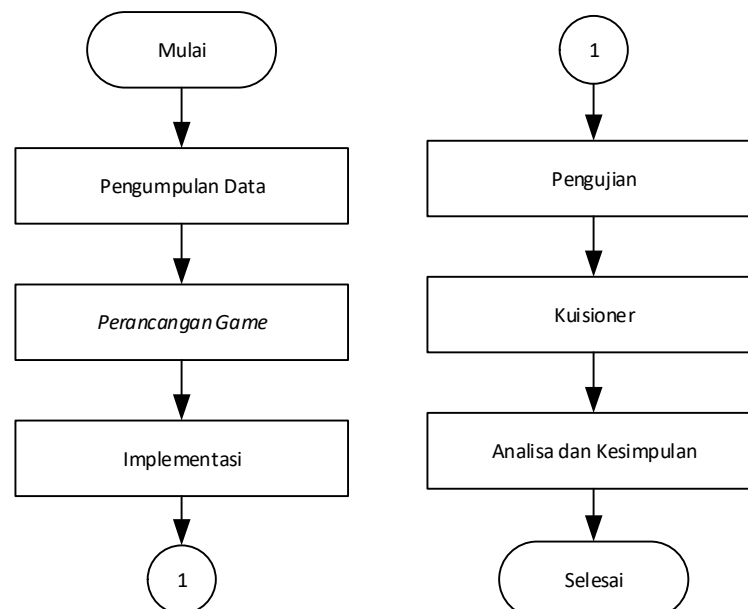 Mulai
Pengumpulan Data
Perancangan Game
Implementasi
1
1
Pengujian
Kuisioner
Analisa dan Kesimpulan
Selesai